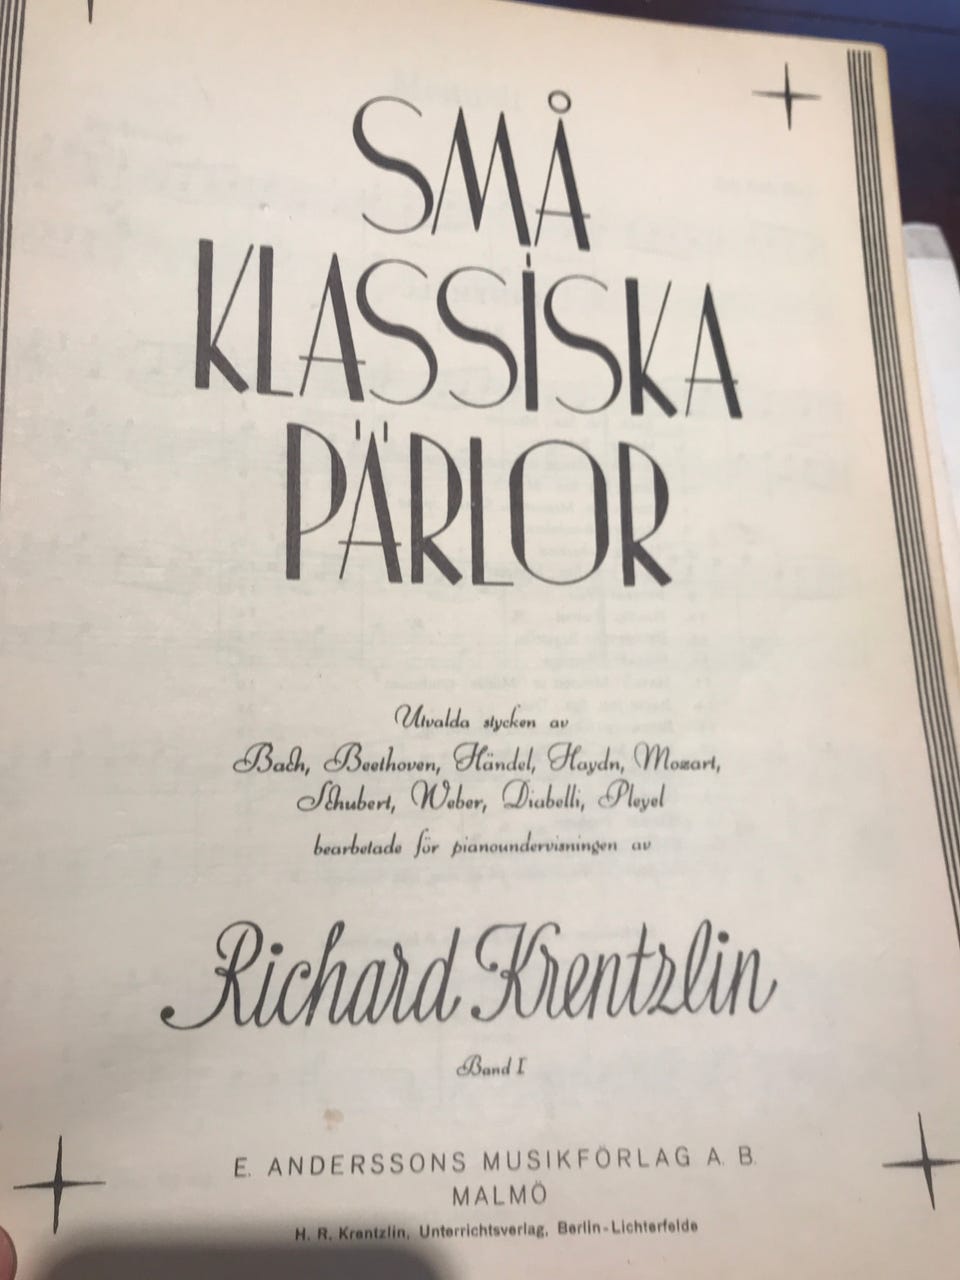 SMÅ
KLASSISKA
PÄRLOR
Utvalda stycken av
Bach, Beethoven, Händel, Haydn, Mozart,
Schubert, Weber, Diabelli, Pleyel
bearbetade för pianoundervisningen av
Richard Krentzlin
Band I
E. ANDERSSONS MUSIKFÖRLAG A. B.
MALMÖ
H. R. Krentzlin, Unterrichtsverlag, Berlin-Lichterfelde